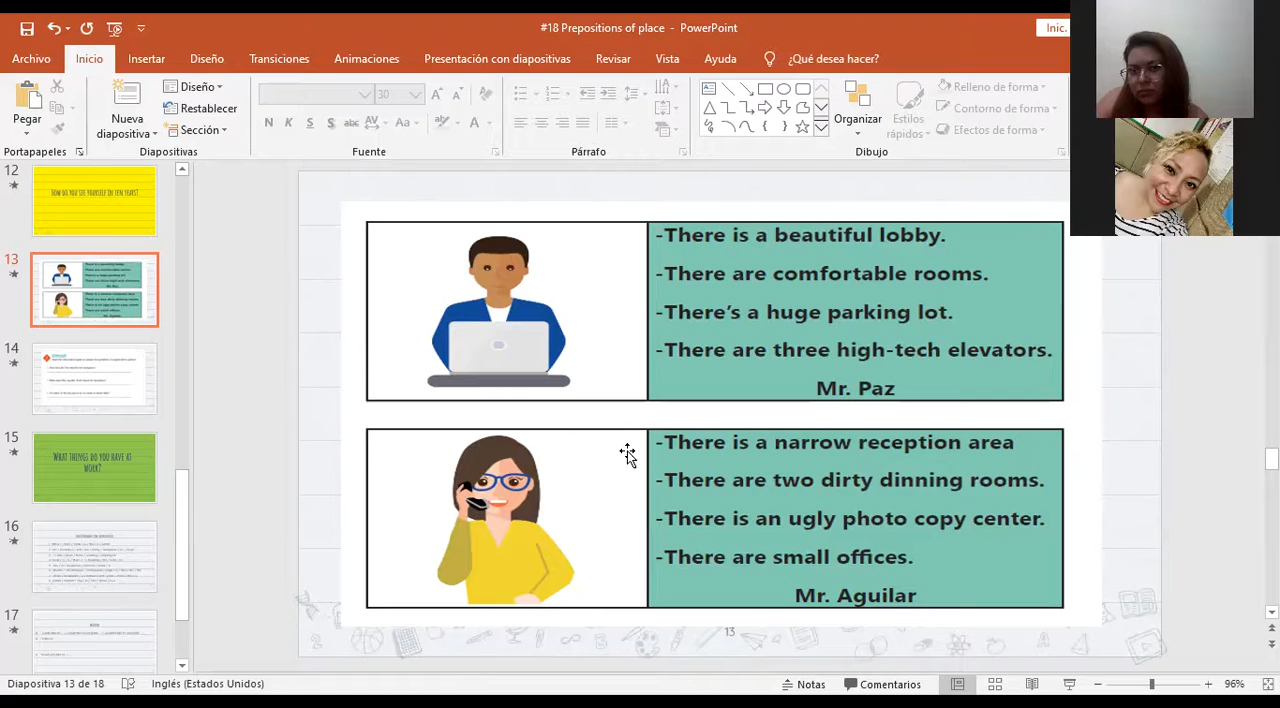 #18 Prepositions of place - PowerPoint
Inic.
Archivo Inicio Insertar Diseño Transiciones Animaciones Presentación con diapositivas Revisar Vista Ayuda ¿Qué desea hacer?
Pegar
Nueva diapositiva
Diseño
Restablecer
Sección
30
N K S S abc AV Aa A
Organizar
Estilos rápidos
Relleno de forma
Contorno de forma
Efectos de forma
Portapapeles Diapositivas Fuente Párrafo Dibujo
12
HOW DO YOU SEE YOURSELF IN TEN YEARS?
13
14
15
WHAT THINGS DO YOU HAVE AT WORK?
16
17
-There is a beautiful lobby.
-There are comfortable rooms.
-There's a huge parking lot.
-There are three high-tech elevators.
Mr. Paz
-There is a narrow reception area
-There are two dirty dinning rooms.
-There is an ugly photo copy center.
-There are small offices.
Mr. Aguilar
13
Diapositiva 13 de 18 Inglés (Estados Unidos) Notas Comentarios 96%